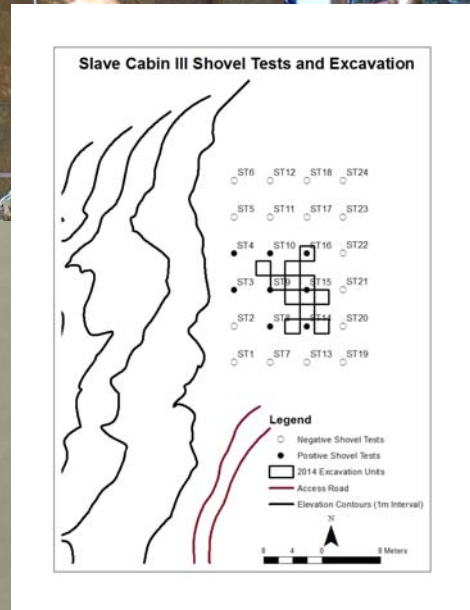 Slave Cabin III Shovel Tests and Excavation
ST6 ST12 ST18 ST24
ST5 ST11 ST17 ST23
ST4 ST10 ST16 ST22
ST3 ST9 ST15 ST21
ST2 ST8 ST14 ST20
ST1 ST7 ST13 ST19
Legend
Negative Shovel Tests
Positive Shovel Tests
2014 Excavation Units
Access Road
Elevation Contours (1m Interval)
N
8 4 0 8 Meters